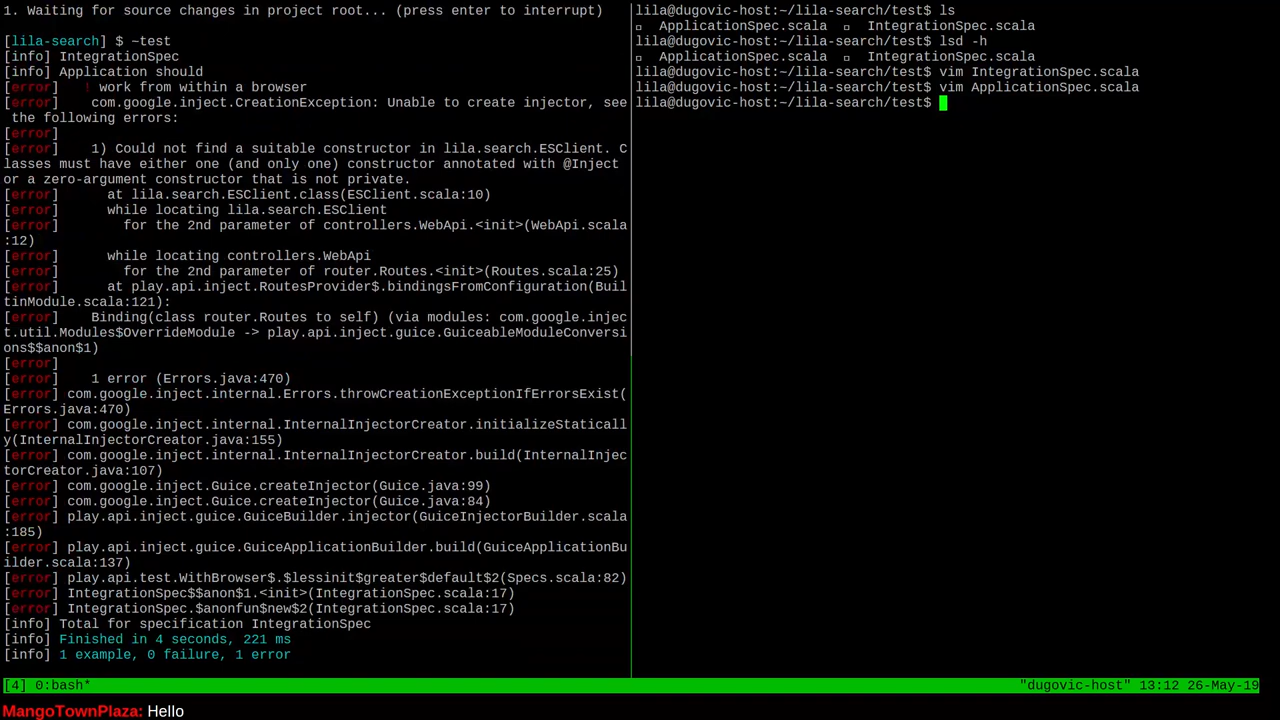 1. Waiting for source changes in project root... (press enter to interrupt)
[lila-search] $ ~test
[info] IntegrationSpec
[info] Application should
[error]   ! work from within a browser
[error]    com.google.inject.CreationException: Unable to create injector, see
 the following errors:
[error]
[error]    1) Could not find a suitable constructor in lila.search.ESClient. C
lasses must have either one (and only one) constructor annotated with @Inject
or a zero-argument constructor that is not private.
[error]      at lila.search.ESClient.class(ESClient.scala:10)
[error]      while locating lila.search.ESClient
[error]        for the 2nd parameter of controllers.WebApi.<init>(WebApi.scala
:12)
[error]      while locating controllers.WebApi
[error]        for the 2nd parameter of router.Routes.<init>(Routes.scala:25)
[error]      at play.api.inject.RoutesProvider$.bindingsFromConfiguration(Buil
tinModule.scala:121):
[error]    Binding(class router.Routes to self) (via modules: com.google.injec
t.util.Modules$OverrideModule -> play.api.inject.guice.GuiceableModuleConversi
ons$$anon$1)
[error]
[error]    1 error (Errors.java:470)
[error] com.google.inject.internal.Errors.throwCreationExceptionIfErrorsExist(
Errors.java:470)
[error] com.google.inject.internal.InternalInjectorCreator.initializeStaticall
y(InternalInjectorCreator.java:155)
[error] com.google.inject.internal.InternalInjectorCreator.build(InternalInjec
torCreator.java:107)
[error] com.google.inject.Guice.createInjector(Guice.java:99)
[error] com.google.inject.Guice.createInjector(Guice.java:84)
[error] play.api.inject.guice.GuiceBuilder.injector(GuiceInjectorBuilder.scala
:185)
[error] play.api.inject.guice.GuiceApplicationBuilder.build(GuiceApplicationBu
ilder.scala:137)
[error] play.api.test.WithBrowser$.$lessinit$greater$default$2(Specs.scala:82)
[error] IntegrationSpec$$anon$1.<init>(IntegrationSpec.scala:17)
[error] IntegrationSpec.$anonfun$new$2(IntegrationSpec.scala:17)
[info] Total for specification IntegrationSpec
[info] Finished in 4 seconds, 221 ms
[info] 1 example, 0 failure, 1 error
lila@dugovic-host:~/lila-search/test$ ls
ApplicationSpec.scala IntegrationSpec.scala
lila@dugovic-host:~/lila-search/test$ lsd -h
ApplicationSpec.scala IntegrationSpec.scala
lila@dugovic-host:~/lila-search/test$ vim IntegrationSpec.scala
lila@dugovic-host:~/lila-search/test$ vim ApplicationSpec.scala
lila@dugovic-host:~/lila-search/test$
[4] 0:bash* "dugovic-host" 13:12 26-May-19
MangoTownPlaza: Hello